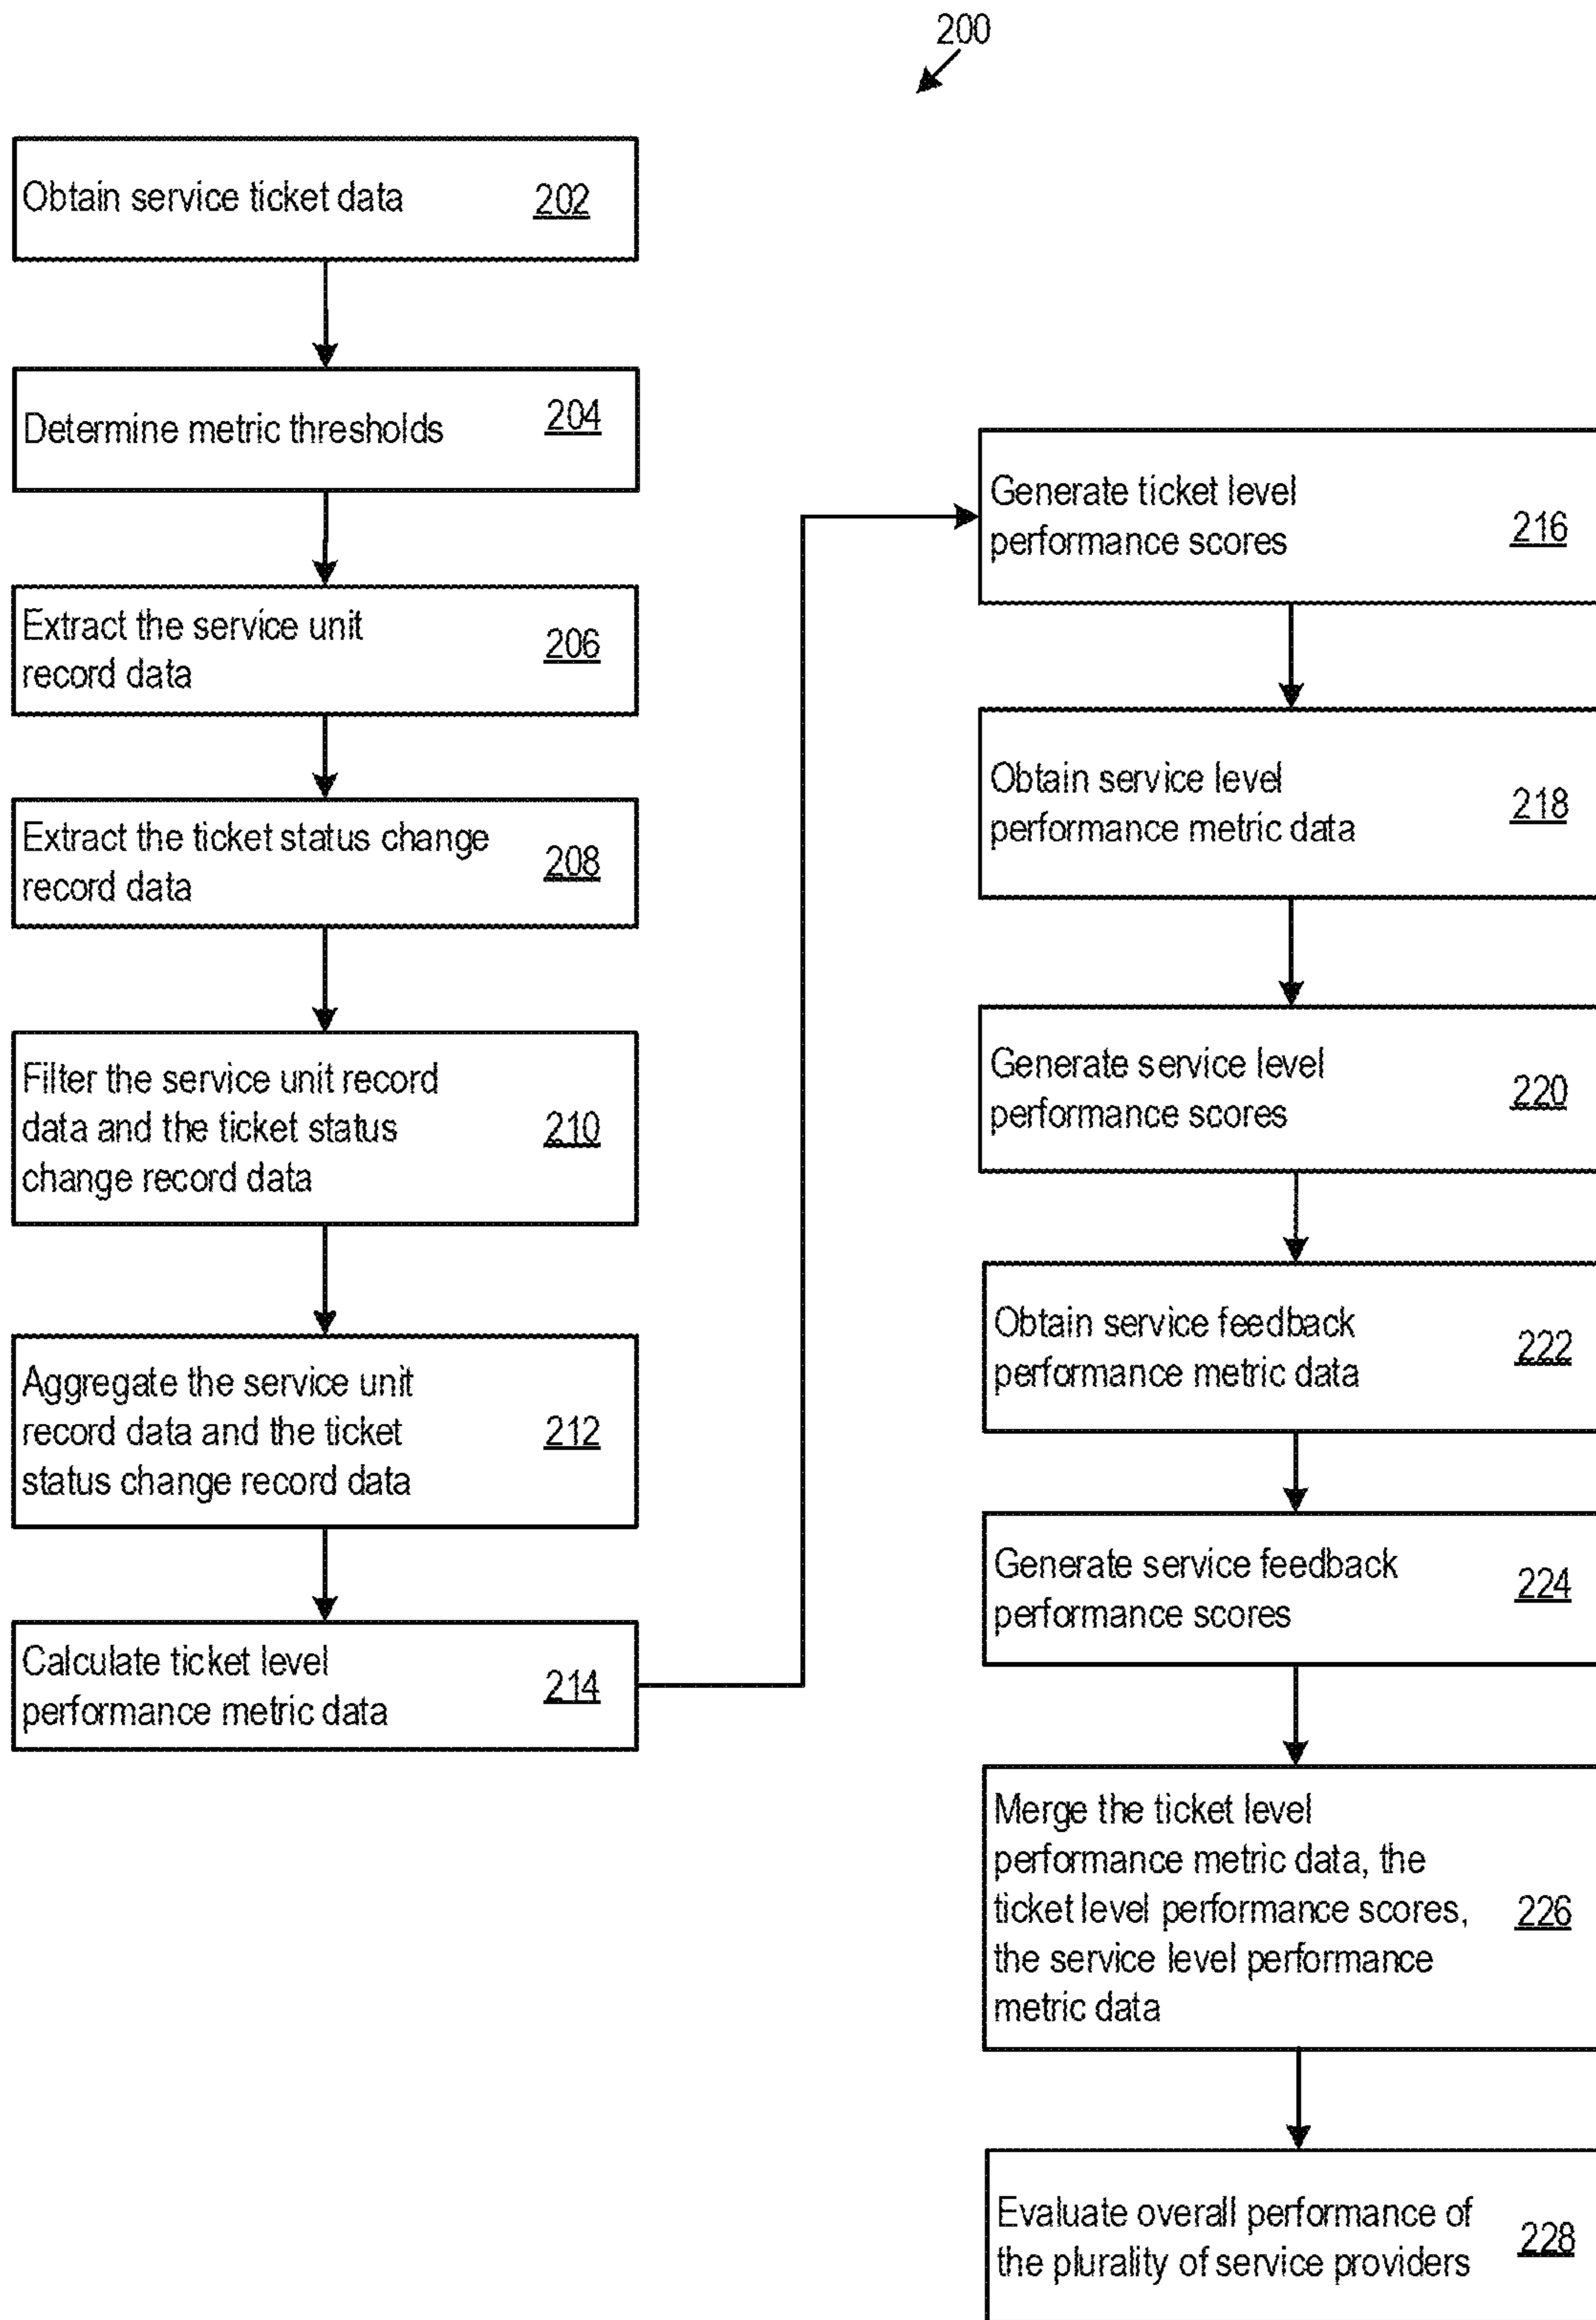 200
Obtain service ticket data 202
Determine metric thresholds 204
Extract the service unit
record data
206
Extract the ticket status change
record data
208
Filter the service unit record
data and the ticket status
change record data
210
Aggregate the service unit
record data and the ticket
status change record data
212
Calculate ticket level
performance metric data
214
Generate ticket level
performance scores
216
Obtain service level
performance metric data
218
Generate service level
performance scores
220
Obtain service feedback
performance metric data
222
Generate service feedback
performance scores
224
Merge the ticket level
performance metric data, the
ticket level performance scores,
the service level performance
metric data
226
Evaluate overall performance of
the plurality of service providers
228